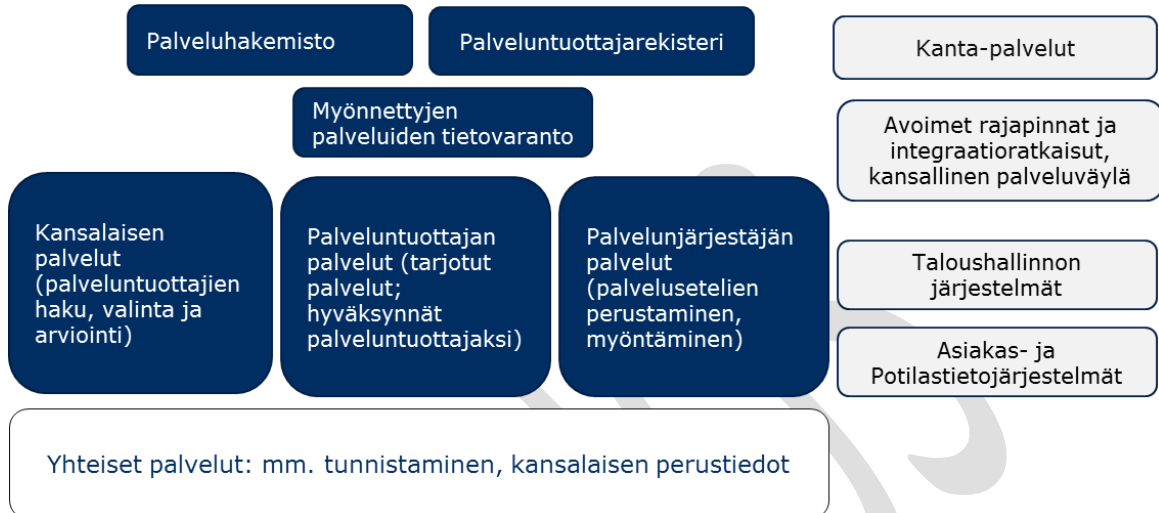 Palveluhakemisto
Palveluntuottajarekisteri
Myönnettyjen
palveluiden tietovaranto
Kansalaisen
palvelut
(palveluntuottajien
haku, valinta ja
arviointi)
Palveluntuottajan
palvelut (tarjotut
palvelut;
hyväksynnät
palveluntuottajaksi)
Palvelunjärjestäjän
palvelut
(palvelusetelien
perustaminen,
myöntäminen)
Yhteiset palvelut: mm. tunnistaminen, kansalaisen perustiedot
Kanta-palvelut
Avoimet rajapinnat ja
integraatioratkaisut,
kansallinen palveluväylä
Taloushallinnon
järjestelmät
Asiakas- ja
Potilastietojärjestelmät